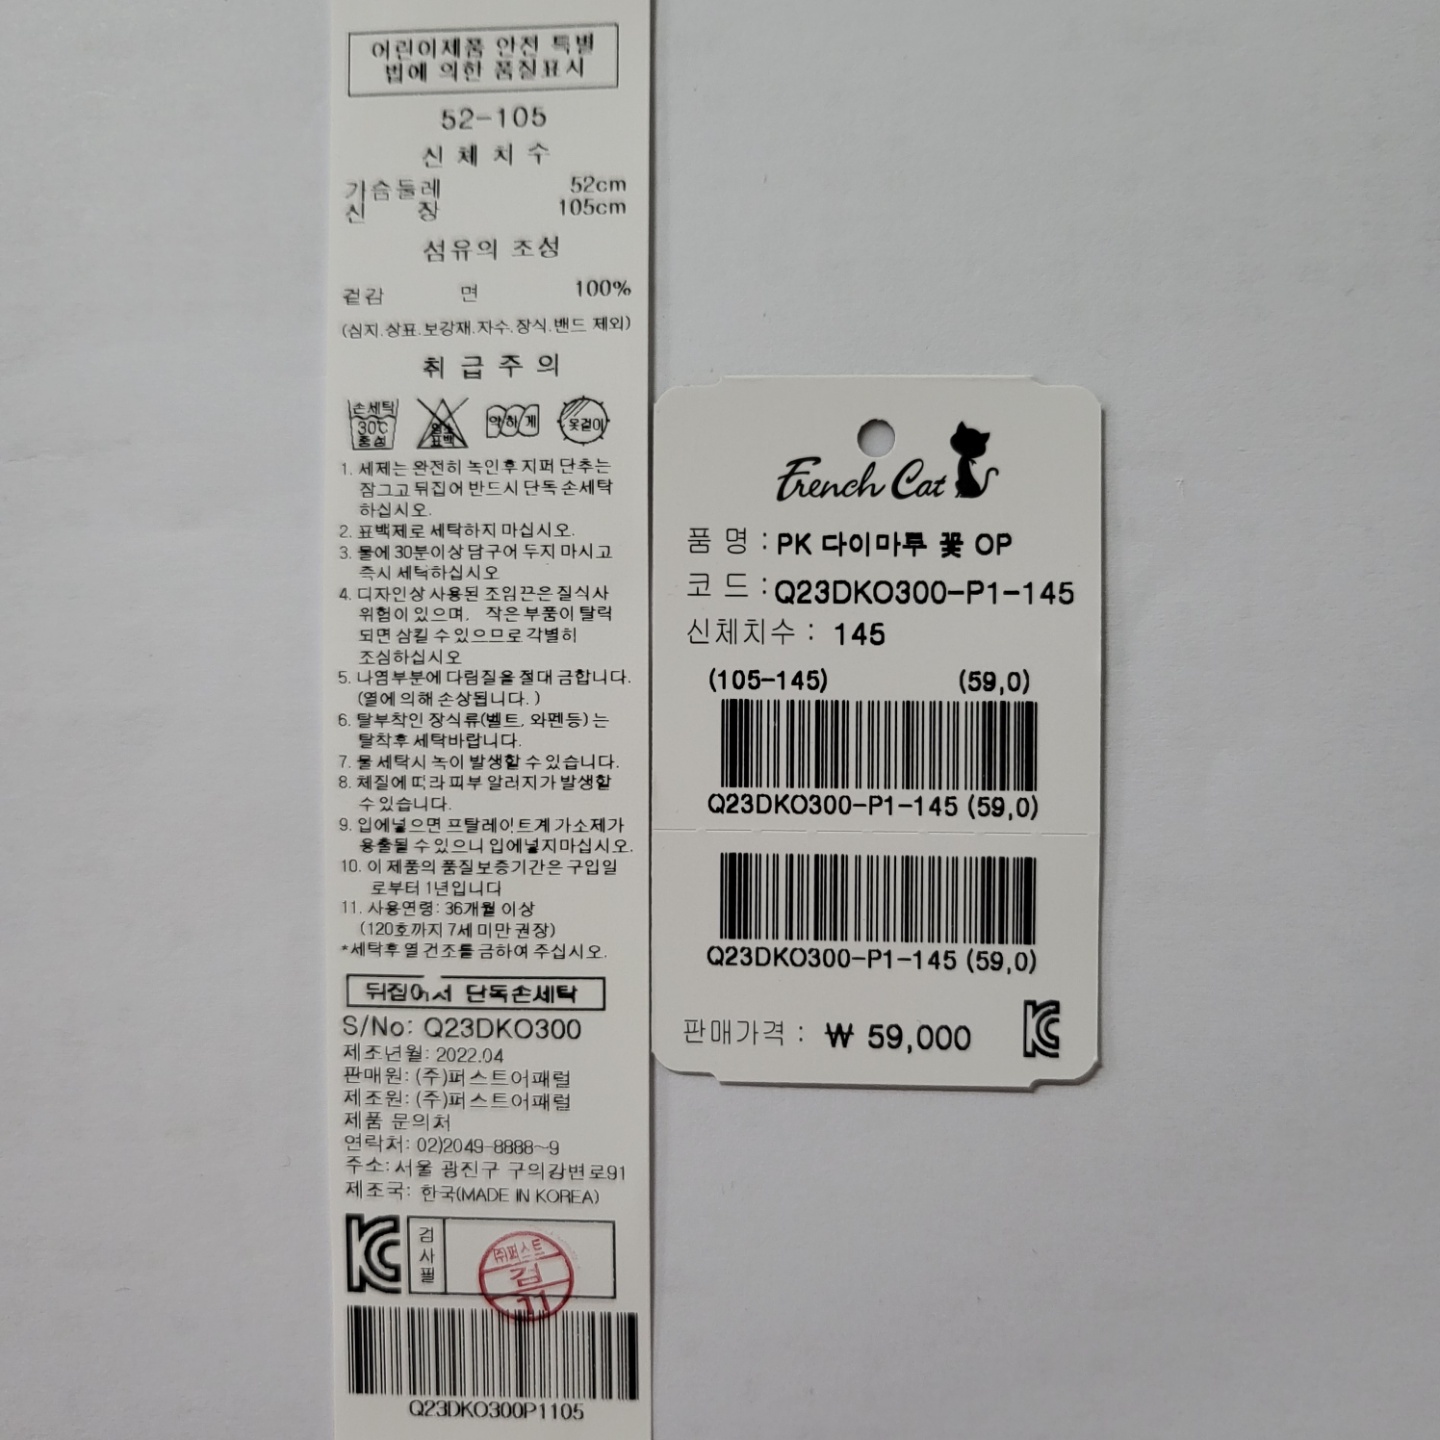 어린이제품 안전 특별
법에 의한 품질표시
52-105
신 체 치 수
가슴둘레 52cm
신 장 105cm
섬유의 조성
겉감 면 100%
(심지.상표.보강재.자수.장식.밴드 제외)
취 급 주 의
손세탁
30℃
중성
염소
표백
약하게
옷걸이
1. 세제는 완전히 녹인후 지퍼 단추는
잠그고 뒤집어 반드시 단독 손세탁
하십시오.
2. 표백제로 세탁하지 마십시오.
3. 물에 30분이상 담구어 두지 마시고
즉시 세탁하십시오
4. 디자인상 사용된 조임끈은 질식사
위험이 있으며. 작은 부품이 탈락
되면 삼킬 수 있으므로 각별히
조심하십시오
5. 나염부분에 다림질을 절대 금합니다.
(열에 의해 손상됩니다. )
6. 탈부착인 장식류(벨트, 와펜등) 는
탈착후 세탁바랍니다.
7. 물 세탁시 녹이 발생할 수 있습니다.
8. 체질에 따라 피부 알러지가 발생할
수 있습니다.
9. 입에넣으면 프탈레이트계 가소제가
용출될 수 있으니 입에넣지마십시오.
10. 이 제품의 품질보증기간은 구입일
로부터 1년입니다
11. 사용연령: 36개월 이상
(120호까지 7세 미만 권장)
*세탁후 열 건조를 금하여 주십시오.
뒤집어서 단독손세탁
S/No: Q23DKO300
제조년월: 2022.04
판매원: (주)퍼스트어패럴
제조원: (주)퍼스트어패럴
제품 문의처
연락처: 02)2049-8888~9
주소: 서울 광진구 구의강변로91
제조국: 한국(MADE IN KOREA)
KC
검사필
㈜퍼스트
검
11
Q23DKO300P1105
French Cat
품 명 : PK 다이마루 꽃 OP
코 드 : Q23DKO300-P1-145
신체치수 : 145
(105-145) (59,0)
Q23DKO300-P1-145 (59,0)
Q23DKO300-P1-145 (59,0)
판매가격 : ₩ 59,000
KC